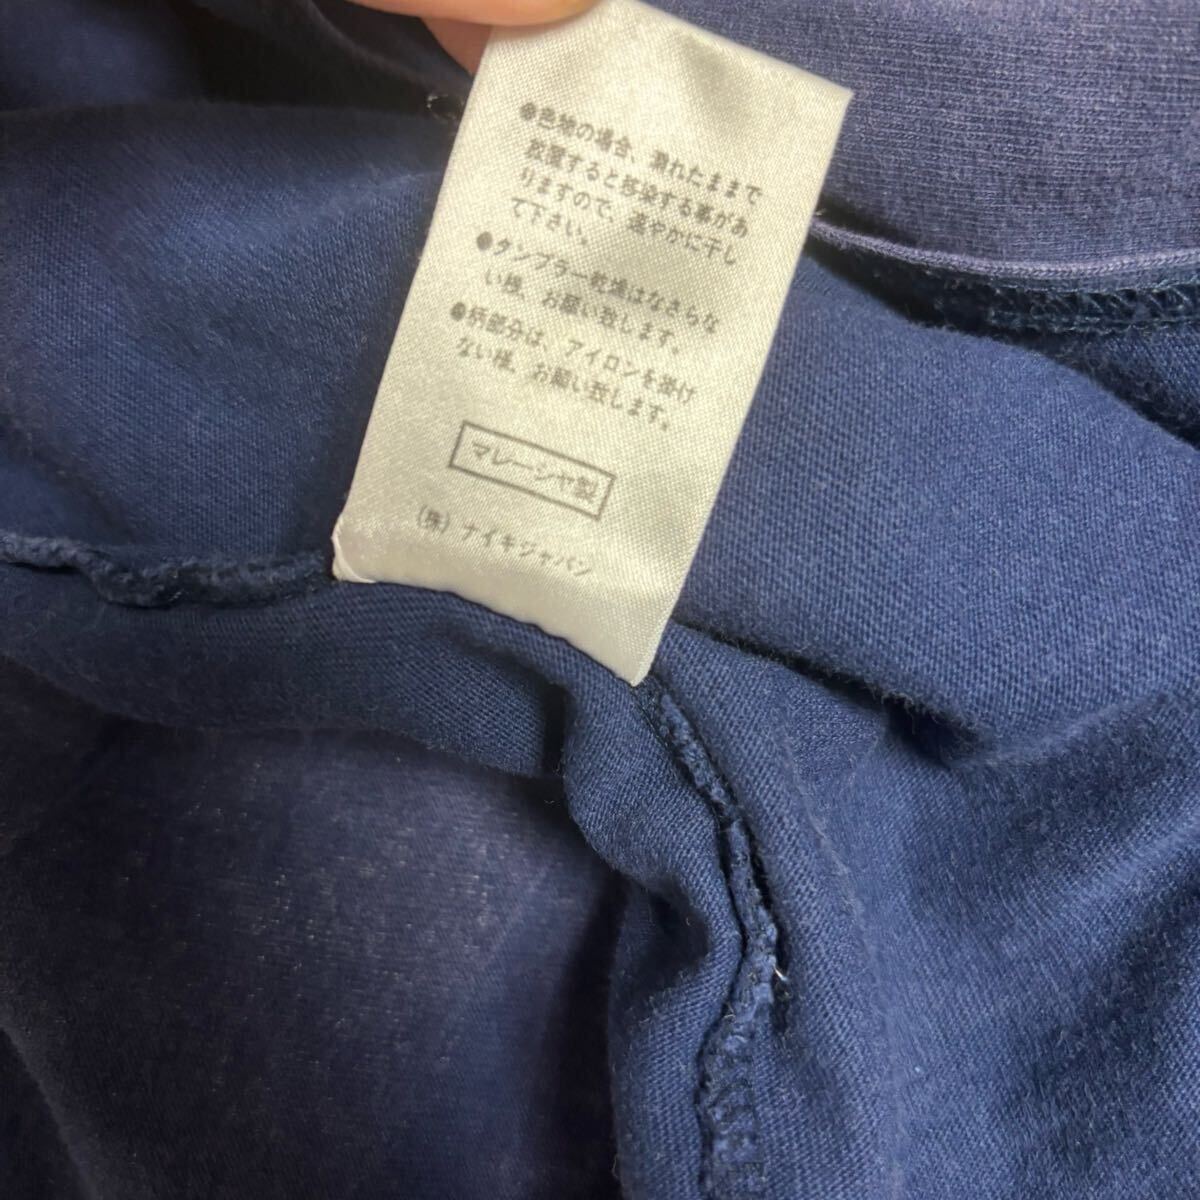 ●色物の場合、濡れたままで
放置すると移染する事があ
りますので、速やかに干し
て下さい。
●タンブラー乾燥はなさらな
い様、お願い致します。
●柄部分は、アイロンを掛け
ない様、お願い致します。
マレーシャ製
(株) ナイキジャパン